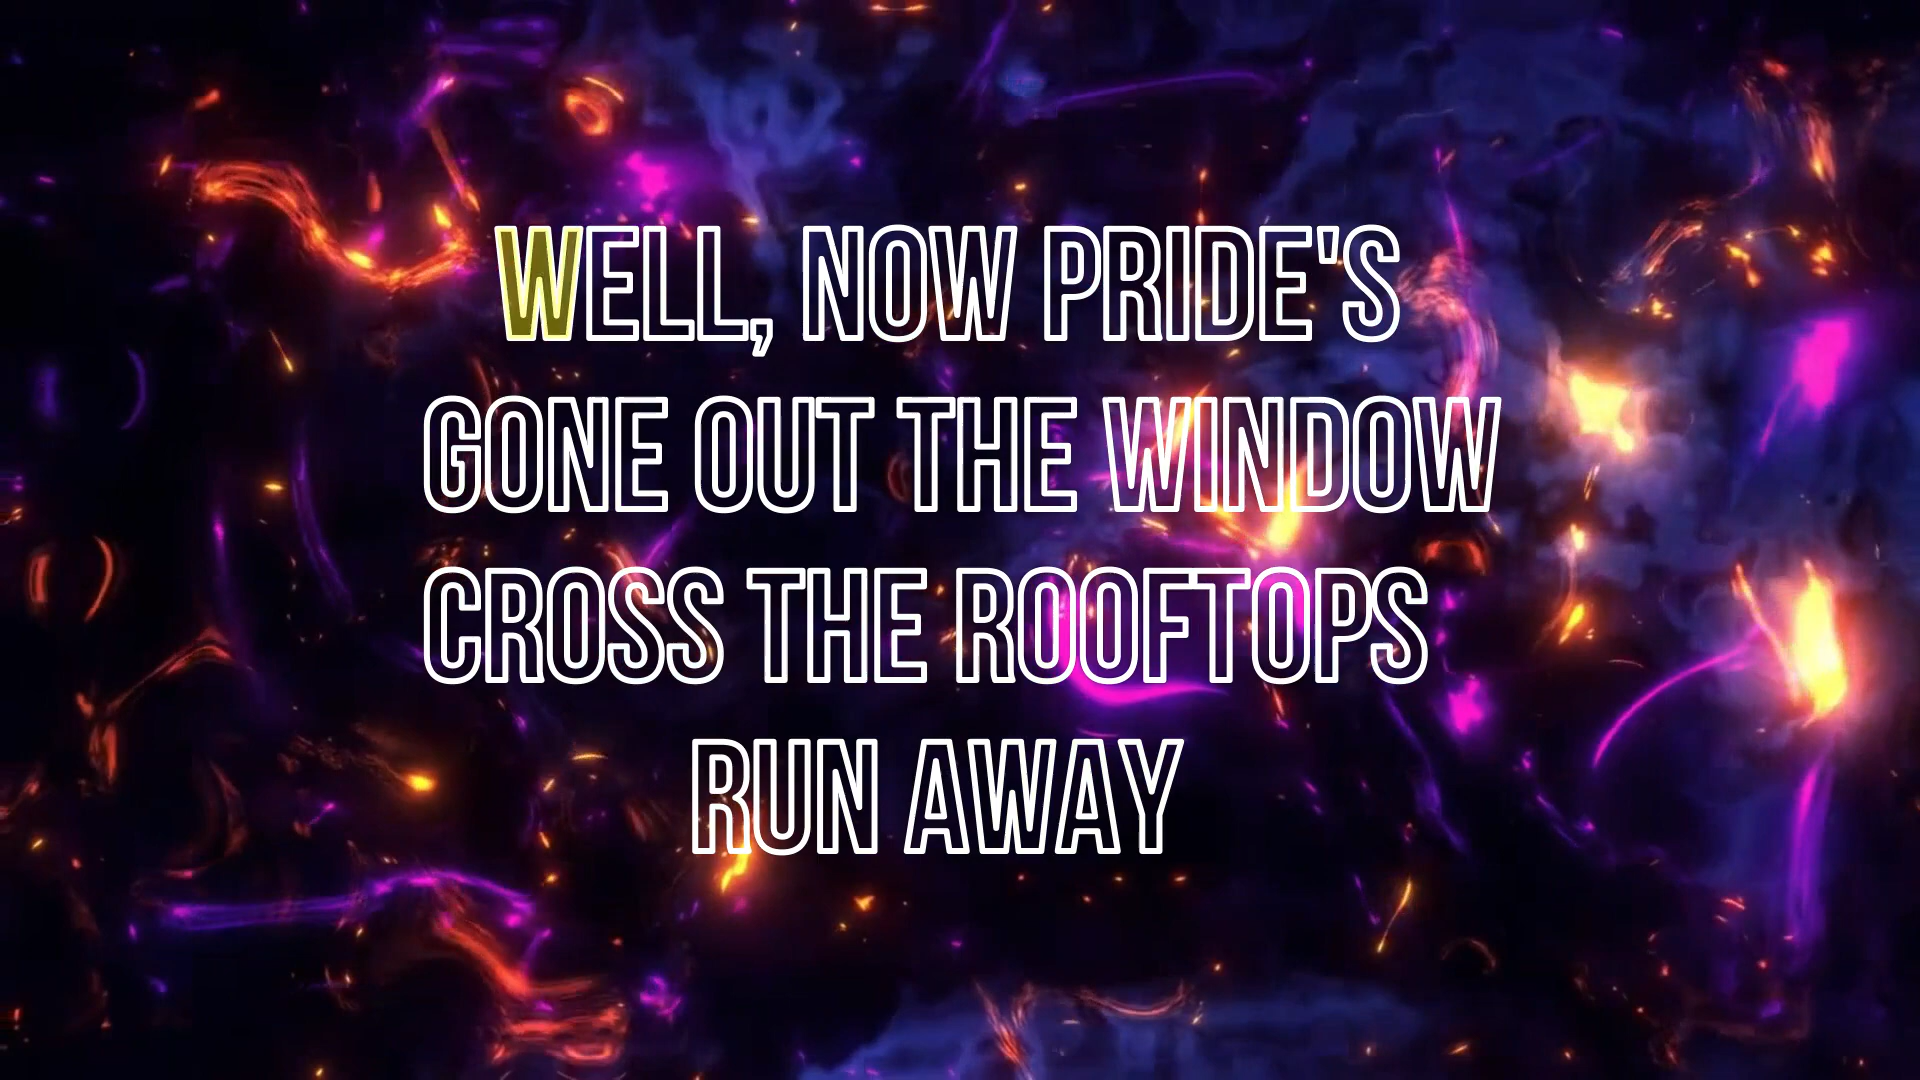 WELL, NOW PRIDE'S
GONE OUT THE WINDOW
CROSS THE ROOFTOPS
RUN AWAY